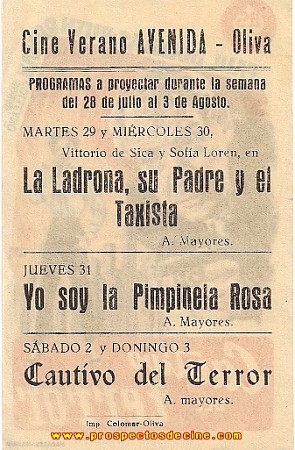 Cine Verano AVENIDA - Oliva
PROGRAMAS a proyectar durante la semana
del 28 de julio al 3 de Agosto.
MARTES 29 y MIÉRCOLES 30,
Vittorio de Sica y Sofía Loren, en
La Ladrona, su Padre y el
Taxista
A. Mayores.
JUEVES 31
Yo soy la Pimpinela Rosa
A. Mayores.
SÁBADO 2 y DOMINGO 3
Cautivo del Terror
A. mayores.
Imp Colomar-Oliva
www.prospectosdecine.com